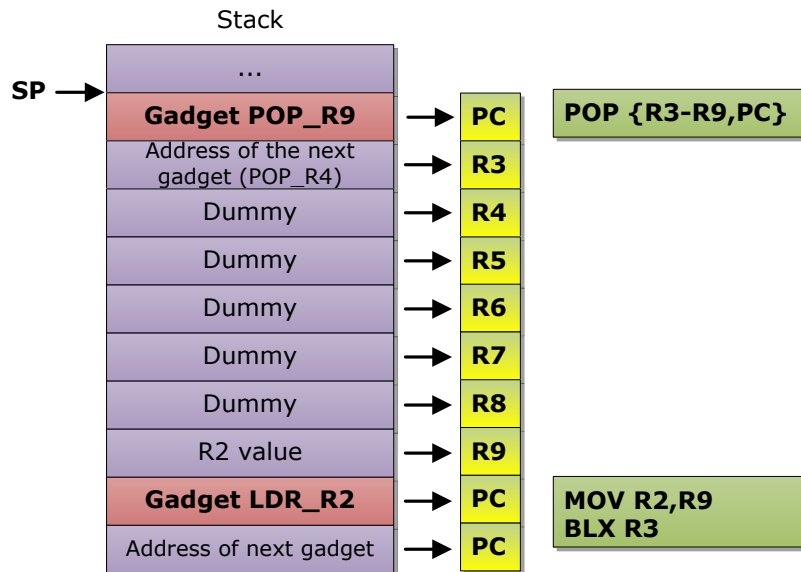 Stack
...
SP
Gadget POP_R9
PC
POP {R3-R9,PC}
Address of the next
gadget (POP_R4)
R3
Dummy
R4
Dummy
R5
Dummy
R6
Dummy
R7
Dummy
R8
R2 value
R9
Gadget LDR_R2
PC
MOV R2,R9
BLX R3
Address of next gadget
PC